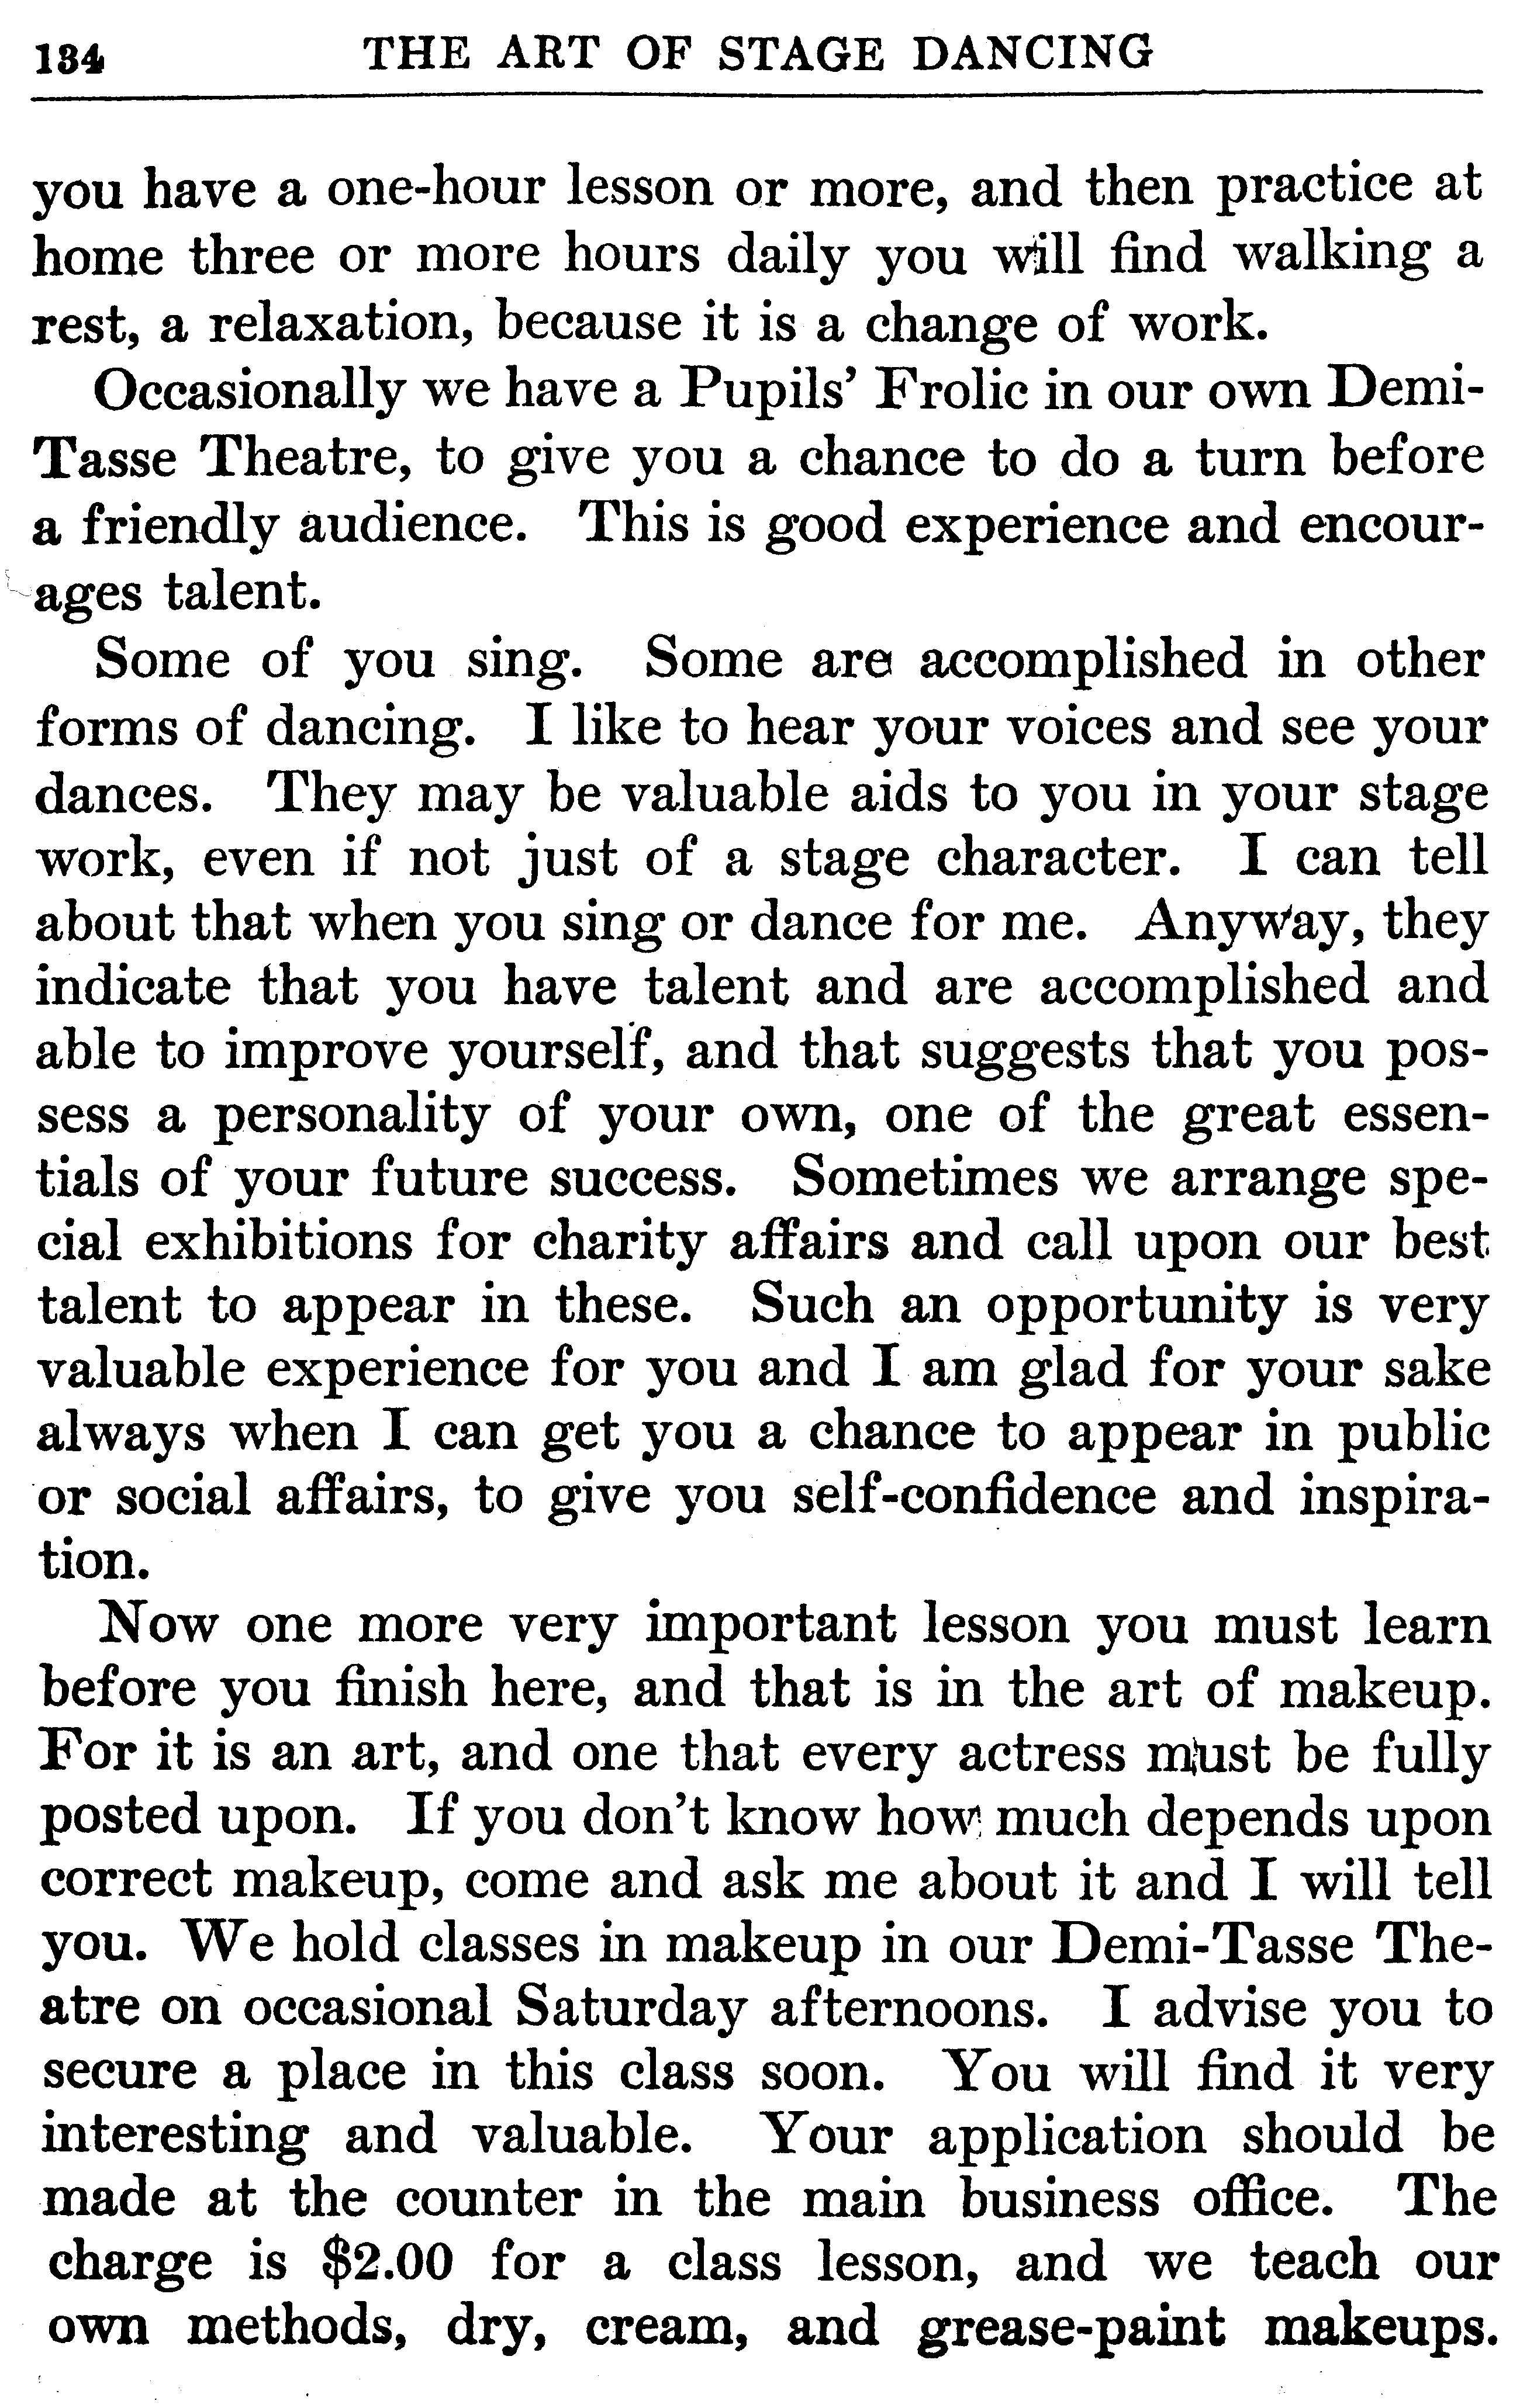 134 THE ART OF STAGE DANCING
you have a one-hour lesson or more, and then practice at
home three or more hours daily you will find walking a
rest, a relaxation, because it is a change of work.
Occasionally we have a Pupils' Frolic in our own Demi-
Tasse Theatre, to give you a chance to do a turn before
a friendly audience. This is good experience and encour-
ages talent.
Some of you sing. Some are accomplished in other
forms of dancing. I like to hear your voices and see your
dances. They may be valuable aids to you in your stage
work, even if not just of a stage character. I can tell
about that when you sing or dance for me. Anyway, they
indicate that you have talent and are accomplished and
able to improve yourself, and that suggests that you pos-
sess a personality of your own, one of the great essen-
tials of your future success. Sometimes we arrange spe-
cial exhibitions for charity affairs and call upon our best
talent to appear in these. Such an opportunity is very
valuable experience for you and I am glad for your sake
always when I can get you a chance to appear in public
or social affairs, to give you self-confidence and inspira-
tion.
Now one more very important lesson you must learn
before you finish here, and that is in the art of makeup.
For it is an art, and one that every actress must be fully
posted upon. If you don't know how much depends upon
correct makeup, come and ask me about it and I will tell
you. We hold classes in makeup in our Demi-Tasse The-
atre on occasional Saturday afternoons. I advise you to
secure a place in this class soon. You will find it very
interesting and valuable. Your application should be
made at the counter in the main business office. The
charge is $2.00 for a class lesson, and we teach our
own methods, dry, cream, and grease-paint makeups.